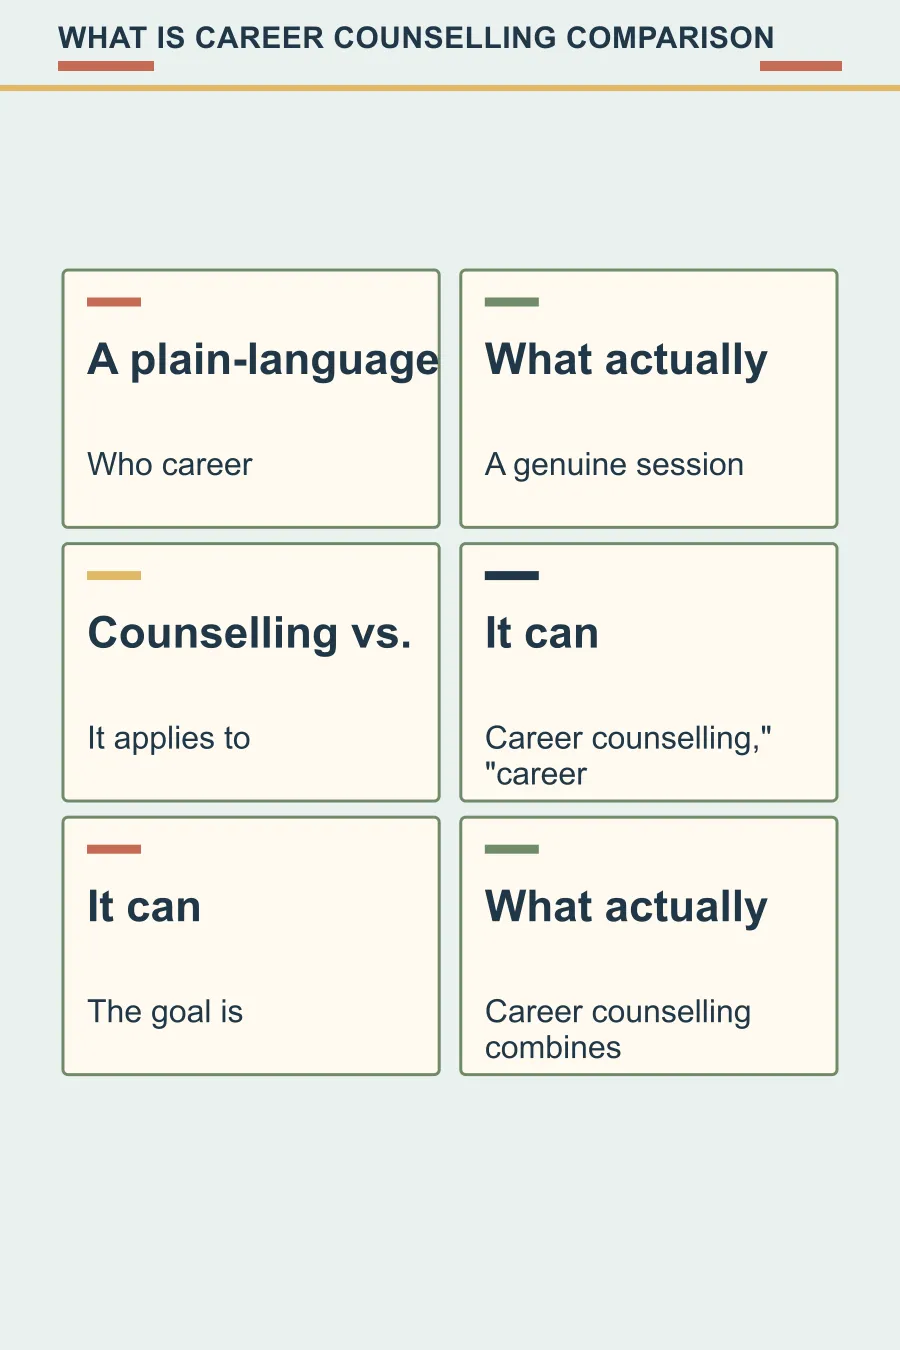 WHAT IS CAREER COUNSELLING COMPARISON
A plain-language
Who career
What actually
A genuine session
Counselling vs.
It applies to
It can
Career counselling,"
"career
It can
The goal is
What actually
Career counselling
combines